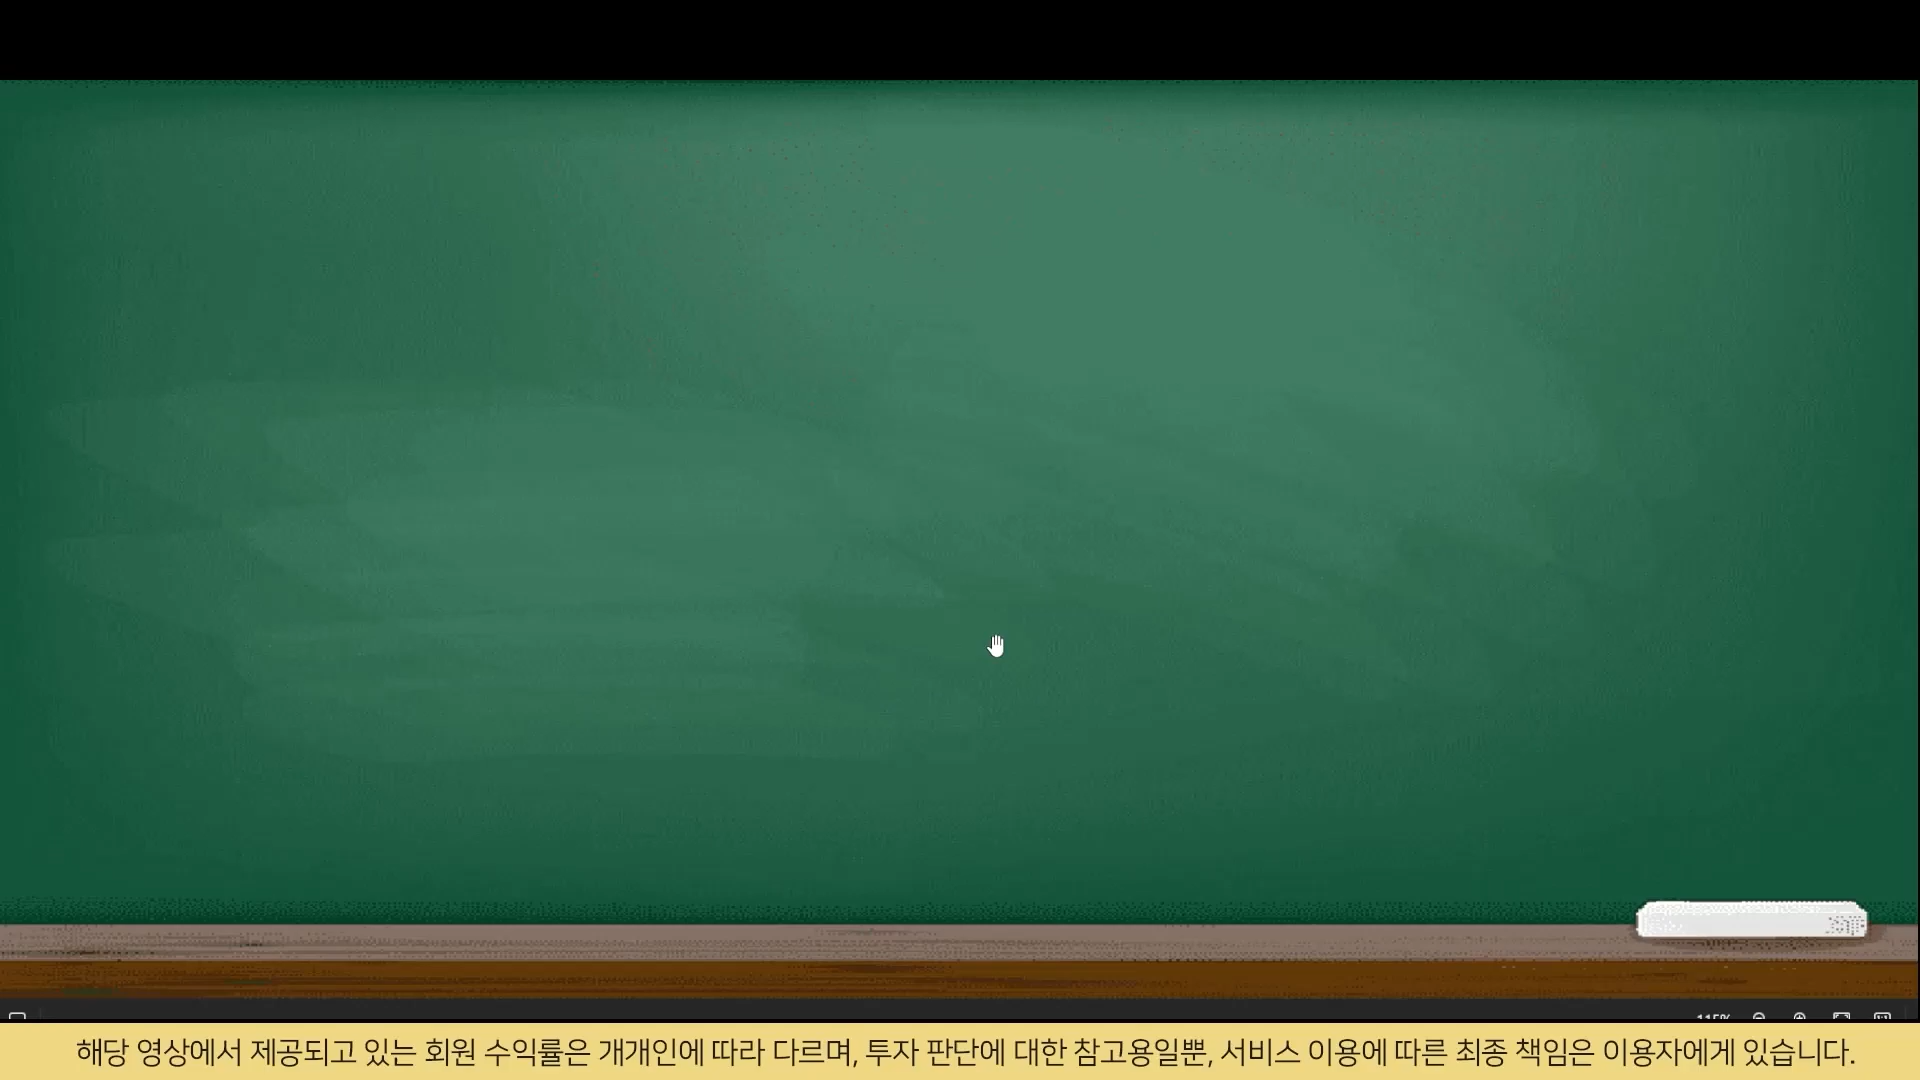 115%
해당 영상에서 제공되고 있는 회원 수익률은 개개인에 따라 다르며, 투자 판단에 대한 참고용일뿐, 서비스 이용에 따른 최종 책임은 이용자에게 있습니다.